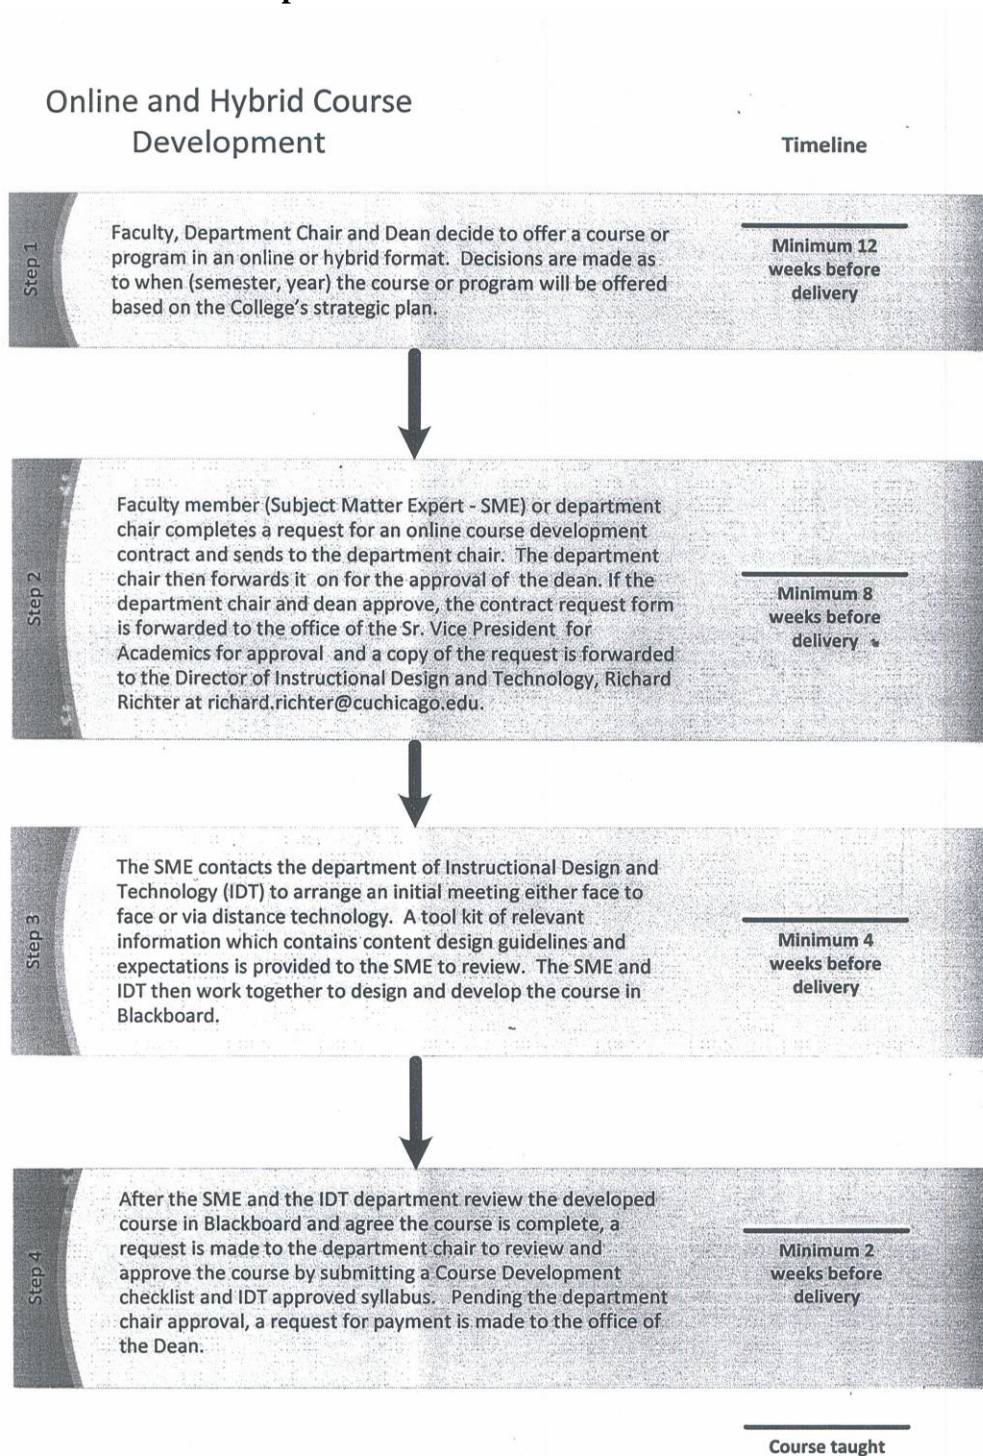 Online and Hybrid Course
Development
Timeline
Step 1
Faculty, Department Chair and Dean decide to offer a course or
program in an online or hybrid format. Decisions are made as
to when (semester, year) the course or program will be offered
based on the College's strategic plan.
Minimum 12
weeks before
delivery
Step 2
Faculty member (Subject Matter Expert - SME) or department
chair completes a request for an online course development
contract and sends to the department chair. The department
chair then forwards it on for the approval of the dean. If the
department chair and dean approve, the contract request form
is forwarded to the office of the Sr. Vice President for
Academics for approval and a copy of the request is forwarded
to the Director of Instructional Design and Technology, Richard
Richter at richard.richter@cuchicago.edu.
Minimum 8
weeks before
delivery
Step 3
The SME contacts the department of Instructional Design and
Technology (IDT) to arrange an initial meeting either face to
face or via distance technology. A tool kit of relevant
information which contains content design guidelines and
expectations is provided to the SME to review. The SME and
IDT then work together to design and develop the course in
Blackboard.
Minimum 4
weeks before
delivery
Step 4
After the SME and the IDT department review the developed
course in Blackboard and agree the course is complete, a
request is made to the department chair to review and
approve the course by submitting a Course Development
checklist and IDT approved syllabus. Pending the department
chair approval, a request for payment is made to the office of
the Dean.
Minimum 2
weeks before
delivery
Course taught